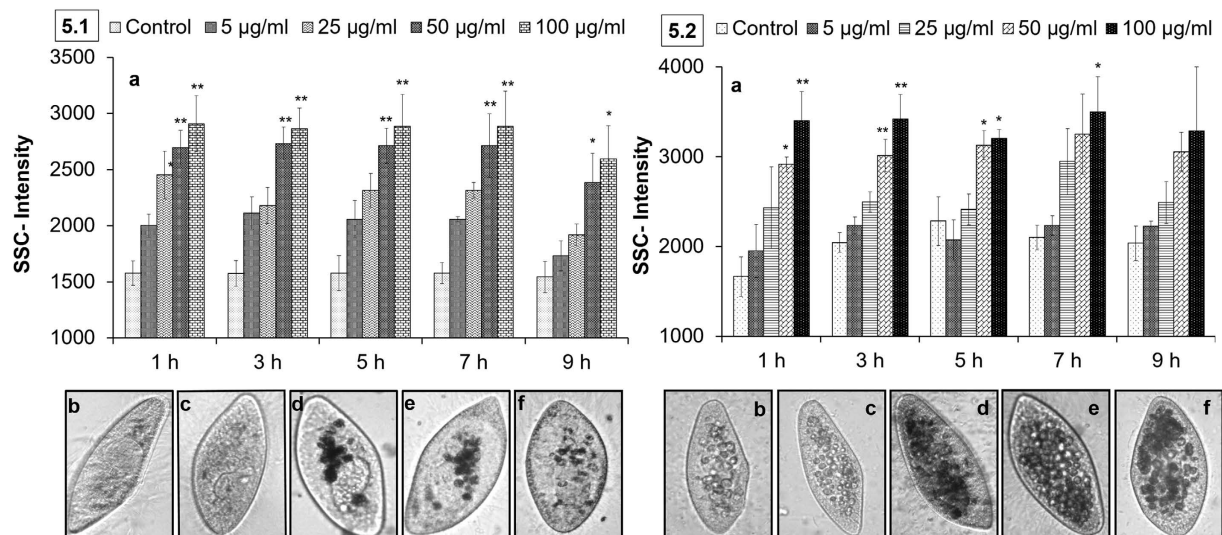 5.1 Control 5 µg/ml 25 µg/ml 50 µg/ml 100 µg/ml
a
SSC- Intensity
3500
3000
2500
2000
1500
1000
** ** * ** ** ** ** ** ** * *
1 h 3 h 5 h 7 h 9 h
b c d e f
5.2 Control 5 µg/ml 25 µg/ml 50 µg/ml 100 µg/ml
a
SSC- Intensity
4000
3000
2000
1000
* ** ** ** * * *
1 h 3 h 5 h 7 h 9 h
b c d e f